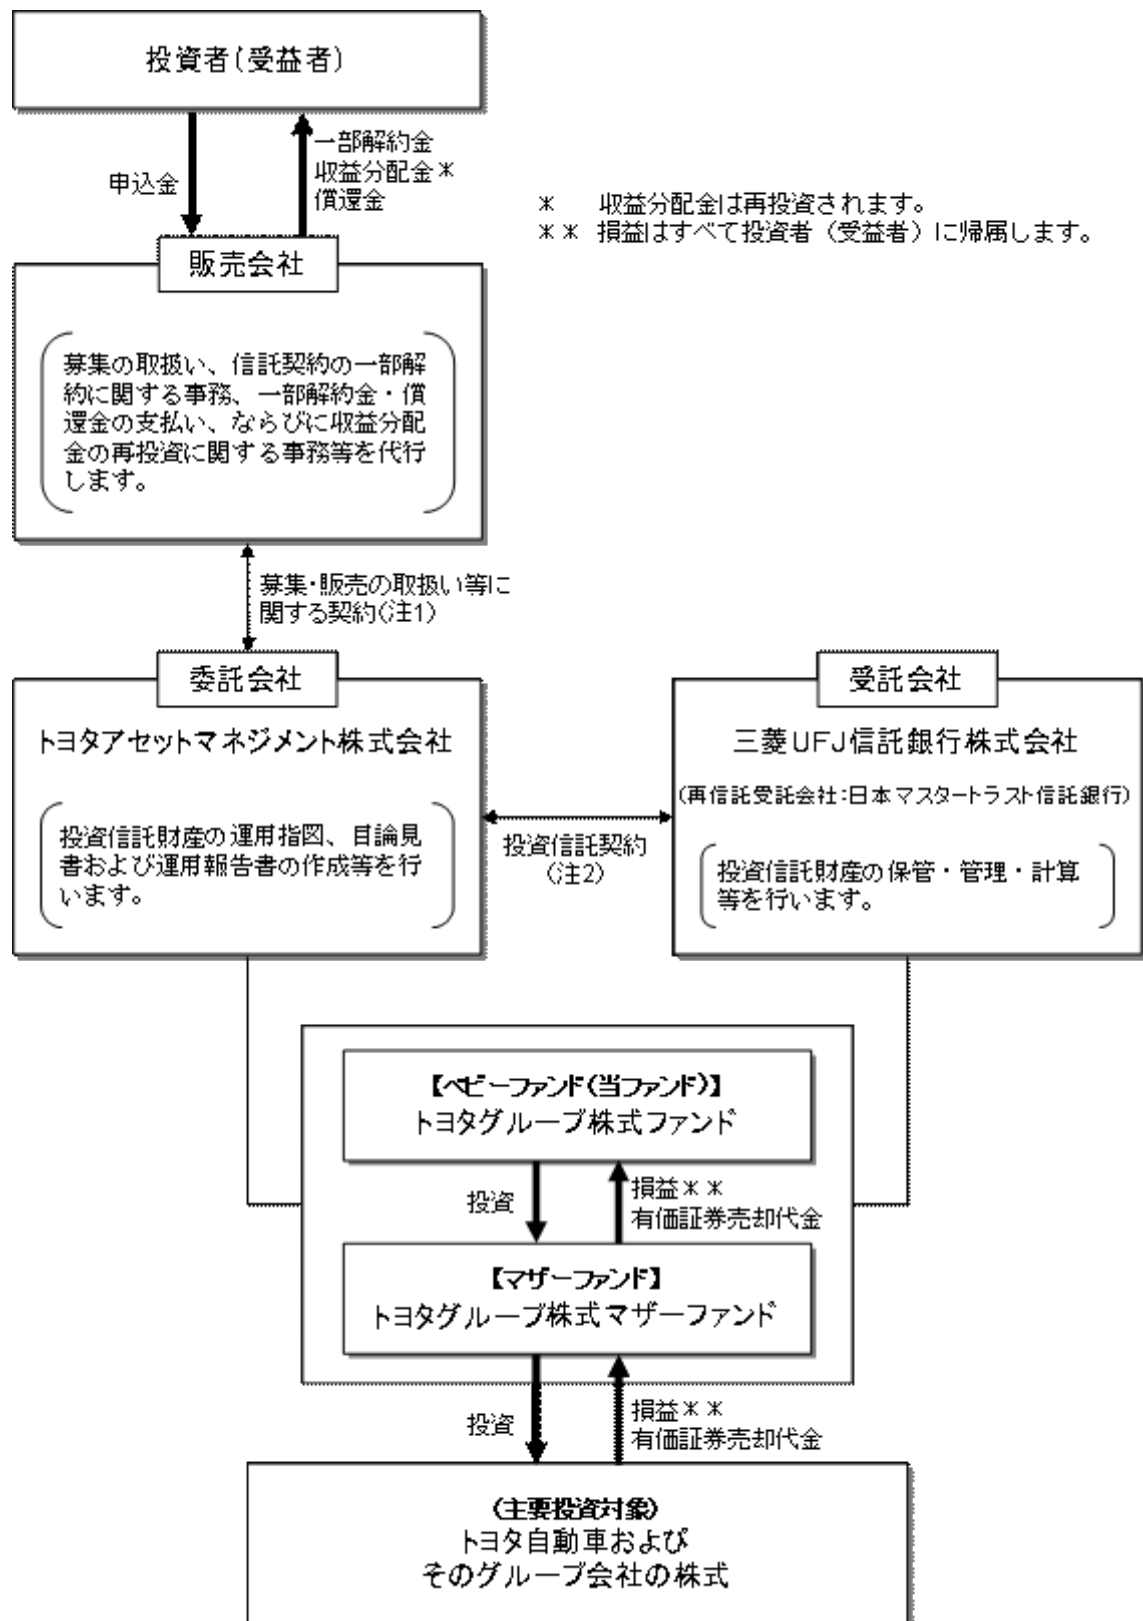 投資者(受益者)
申込金
一部解約金
収益分配金＊
償還金
＊　収益分配金は再投資されます。
＊＊ 損益はすべて投資者（受益者）に帰属します。
販売会社
募集の取扱い、信託契約の一部解
約に関する事務、一部解約金・償
還金の支払い、ならびに収益分配
金の再投資に関する事務等を代行
します。
募集・販売の取扱い等に
関する契約(注1)
委託会社
トヨタアセットマネジメント株式会社
投資信託財産の運用指図、目論見
書および運用報告書の作成等を行
います。
投資信託契約
(注2)
受託会社
三菱UFJ信託銀行株式会社
(再信託受託会社:日本マスタートラスト信託銀行)
投資信託財産の保管・管理・計算
等を行います。
【ベビーファンド(当ファンド)】
トヨタグループ株式ファンド
投資
損益＊＊
有価証券売却代金
【マザーファンド】
トヨタグループ株式マザーファンド
投資
損益＊＊
有価証券売却代金
(主要投資対象)
トヨタ自動車および
そのグループ会社の株式